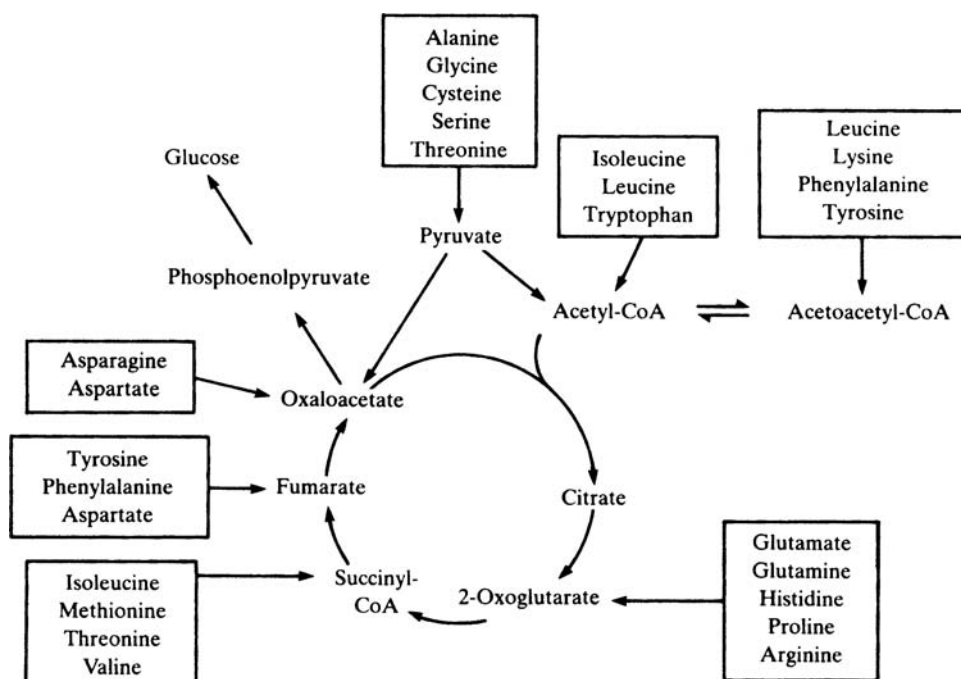 Alanine
Glycine
Cysteine
Serine
Threonine
Glucose
Isoleucine
Leucine
Tryptophan
Leucine
Lysine
Phenylalanine
Tyrosine
Pyruvate
Phosphoenolpyruvate
Acetyl-CoA
Acetoacetyl-CoA
Asparagine
Aspartate
Oxaloacetate
Tyrosine
Phenylalanine
Aspartate
Fumarate
Citrate
Isoleucine
Methionine
Threonine
Valine
Succinyl-
CoA
2-Oxoglutarate
Glutamate
Glutamine
Histidine
Proline
Arginine